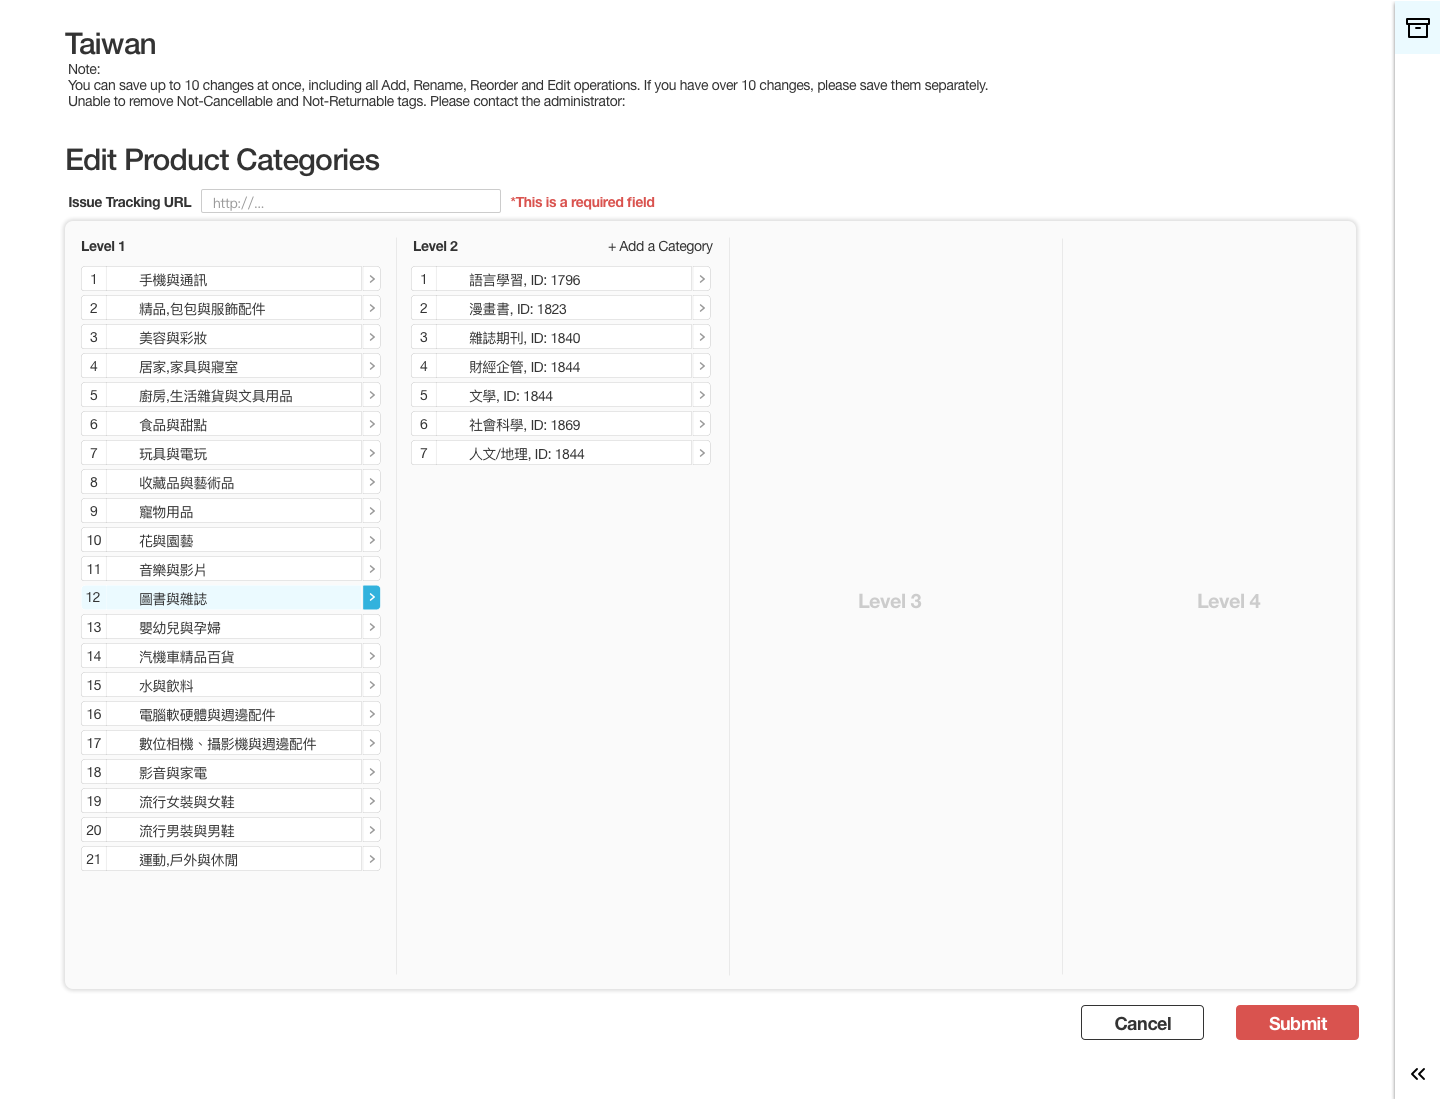 Taiwan
Note:
You can save up to 10 changes at once, including all Add, Rename, Reorder and Edit operations. If you have over 10 changes, please save them separately.
Unable to remove Not-Cancellable and Not-Returnable tags. Please contact the administrator:
Edit Product Categories
Issue Tracking URL http://... *This is a required field
Level 1
1 手機與通訊
2 精品,包包與服飾配件
3 美容與彩妝
4 居家,家具與寢室
5 廚房,生活雜貨與文具用品
6 食品與甜點
7 玩具與電玩
8 收藏品與藝術品
9 寵物用品
10 花與園藝
11 音樂與影片
12 圖書與雜誌
13 嬰幼兒與孕婦
14 汽機車精品百貨
15 水與飲料
16 電腦軟硬體與週邊配件
17 數位相機、攝影機與週邊配件
18 影音與家電
19 流行女裝與女鞋
20 流行男裝與男鞋
21 運動,戶外與休閒
Level 2 + Add a Category
1 語言學習, ID: 1796
2 漫畫書, ID: 1823
3 雜誌期刊, ID: 1840
4 財經企管, ID: 1844
5 文學, ID: 1844
6 社會科學, ID: 1869
7 人文/地理, ID: 1844
Level 3
Level 4
Cancel Submit